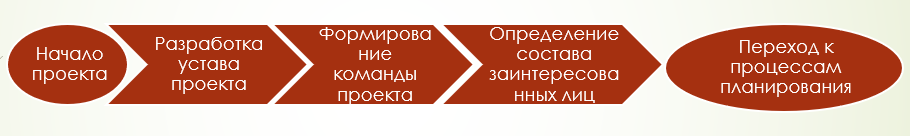 Начало
проекта
Разработка
устава
проекта
Формирова
ние
команды
проекта
Определение
состава
заинтересова
нных лиц
Переход к
процессам
планирования